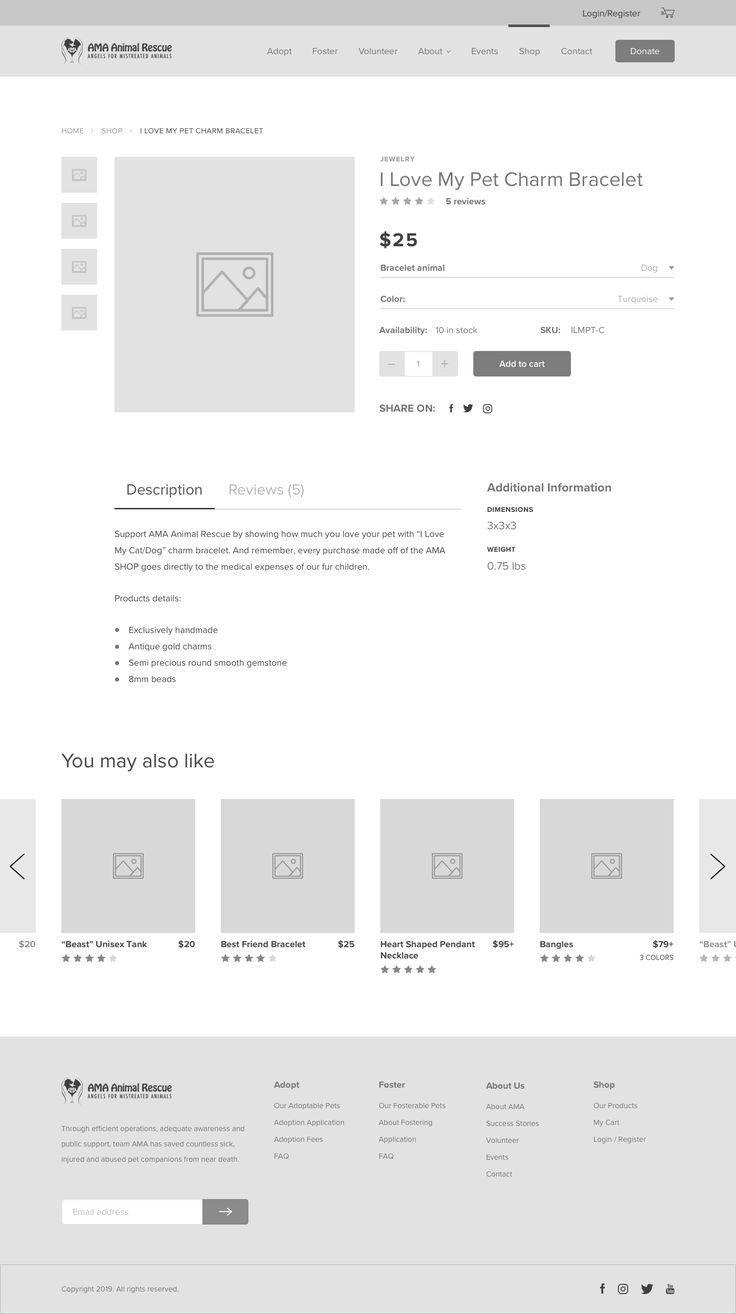 Login/Register
AMA Animal Rescue
ANGELS FOR MISTREATED ANIMALS
Adopt Foster Volunteer About Events Shop Contact Donate
HOME > SHOP > I LOVE MY PET CHARM BRACELET
JEWELRY
I Love My Pet Charm Bracelet
5 reviews
$25
Bracelet animal Dog
Color: Turquoise
Availability: 10 in stock SKU: ILMPT-C
− 1 + Add to cart
SHARE ON:
Description Reviews (5)
Support AMA Animal Rescue by showing how much you love your pet with “I Love
My Cat/Dog” charm bracelet. And remember, every purchase made off of the AMA
SHOP goes directly to the medical expenses of our fur children.
Products details:
Exclusively handmade
Antique gold charms
Semi precious round smooth gemstone
8mm beads
Additional Information
DIMENSIONS
3x3x3
WEIGHT
0.75 lbs
You may also like
$20
“Beast” Unisex Tank $20
Best Friend Bracelet $25
Heart Shaped Pendant $95+
Necklace
Bangles $79+
3 COLORS
“Beast” U
AMA Animal Rescue
ANGELS FOR MISTREATED ANIMALS
Through efficient operations, adequate awareness and
public support, team AMA has saved countless sick,
injured and abused pet companions from near death.
Email address
Adopt
Our Adoptable Pets
Adoption Application
Adoption Fees
FAQ
Foster
Our Fosterable Pets
About Fostering
Application
FAQ
About Us
About AMA
Success Stories
Volunteer
Events
Contact
Shop
Our Products
My Cart
Login / Register
Copyright 2019. All rights reserved.